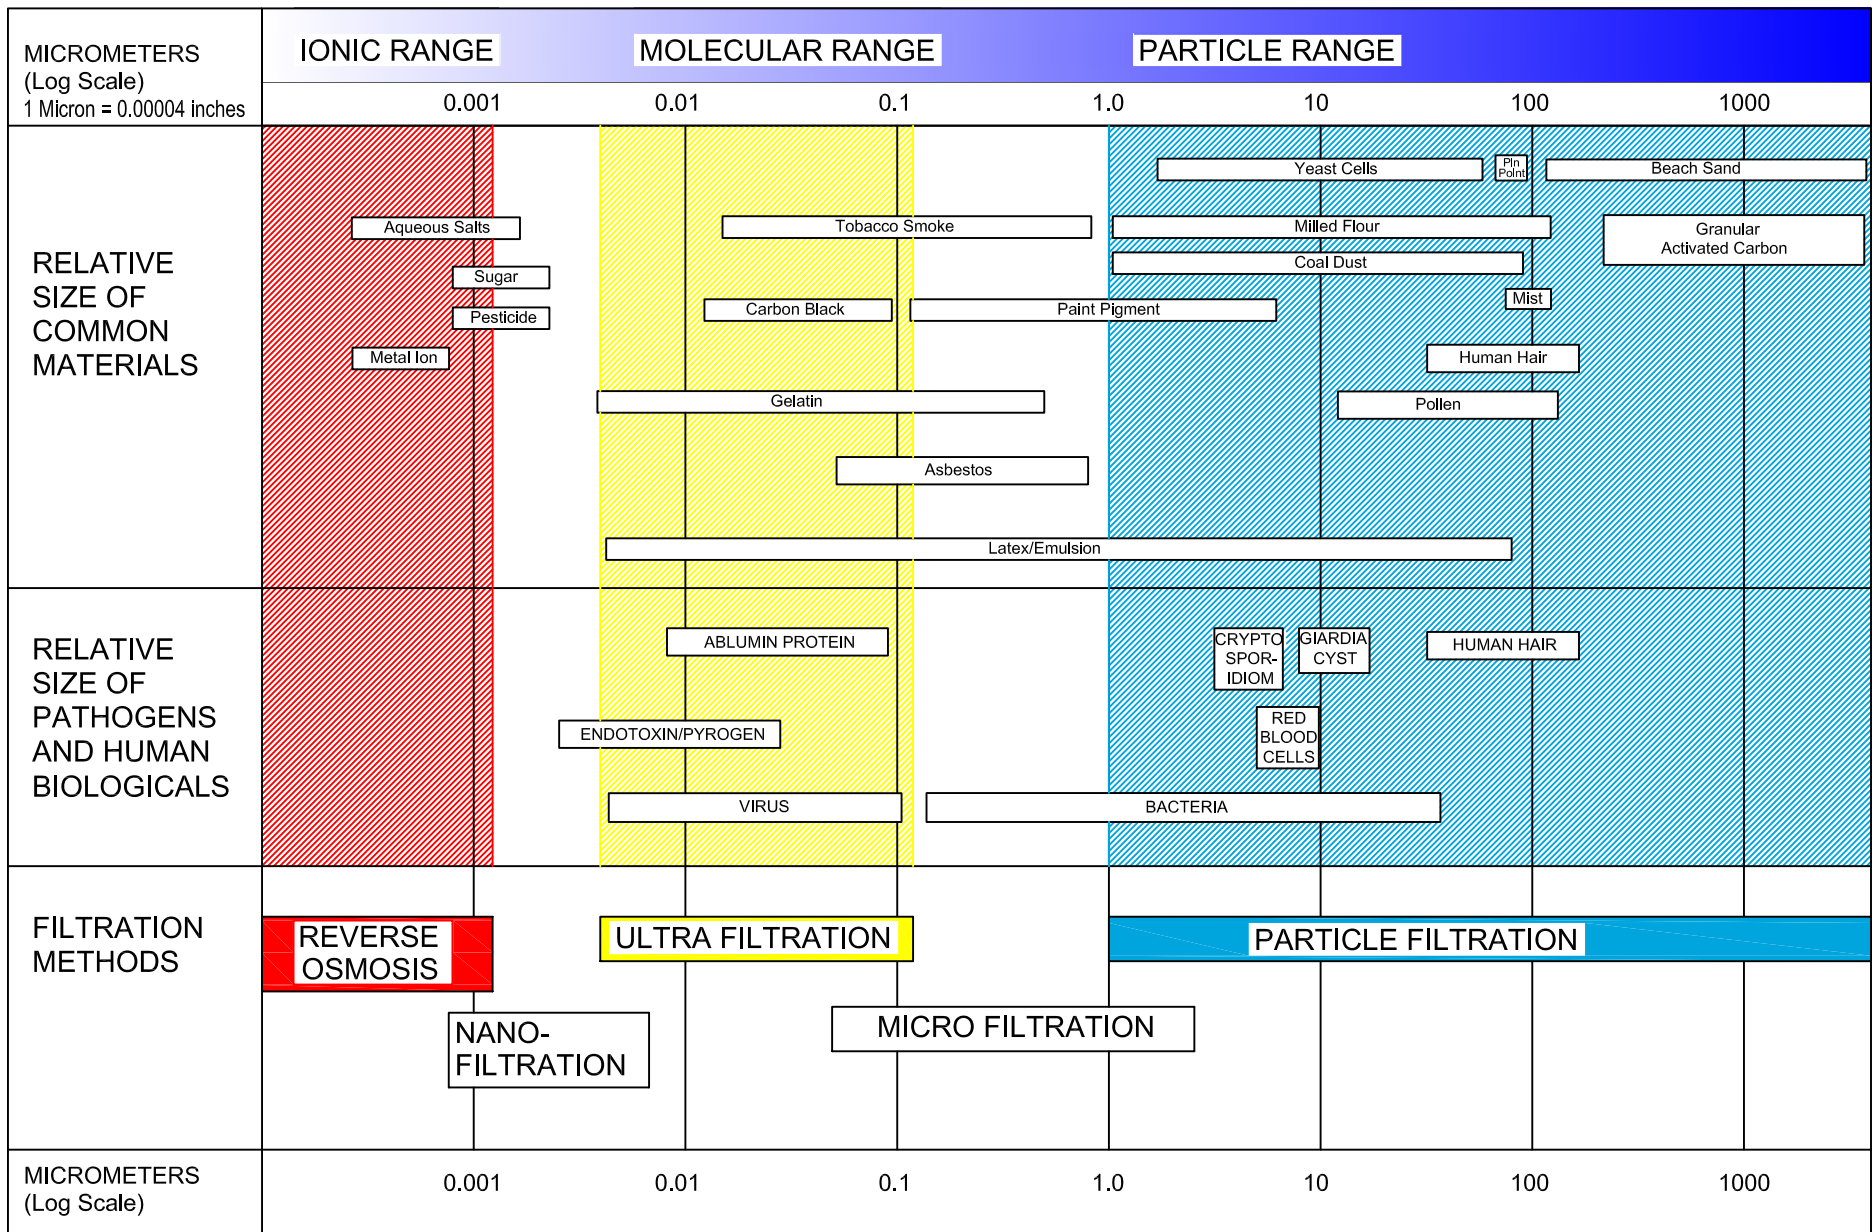 MICROMETERS
(Log Scale)
1 Micron = 0.00004 inches
IONIC RANGE
MOLECULAR RANGE
PARTICLE RANGE
0.001
0.01
0.1
1.0
10
100
1000
RELATIVE
SIZE OF
COMMON
MATERIALS
Yeast Cells
Pin
Point
Beach Sand
Aqueous Salts
Tobacco Smoke
Milled Flour
Granular
Activated Carbon
Sugar
Coal Dust
Pesticide
Carbon Black
Paint Pigment
Mist
Metal Ion
Human Hair
Gelatin
Pollen
Asbestos
Latex/Emulsion
RELATIVE
SIZE OF
PATHOGENS
AND HUMAN
BIOLOGICALS
ABLUMIN PROTEIN
CRYPTO
SPOR-
IDIOM
GIARDIA
CYST
HUMAN HAIR
ENDOTOXIN/PYROGEN
RED
BLOOD
CELLS
VIRUS
BACTERIA
FILTRATION
METHODS
REVERSE
OSMOSIS
ULTRA FILTRATION
PARTICLE FILTRATION
NANO-
FILTRATION
MICRO FILTRATION
MICROMETERS
(Log Scale)
0.001
0.01
0.1
1.0
10
100
1000